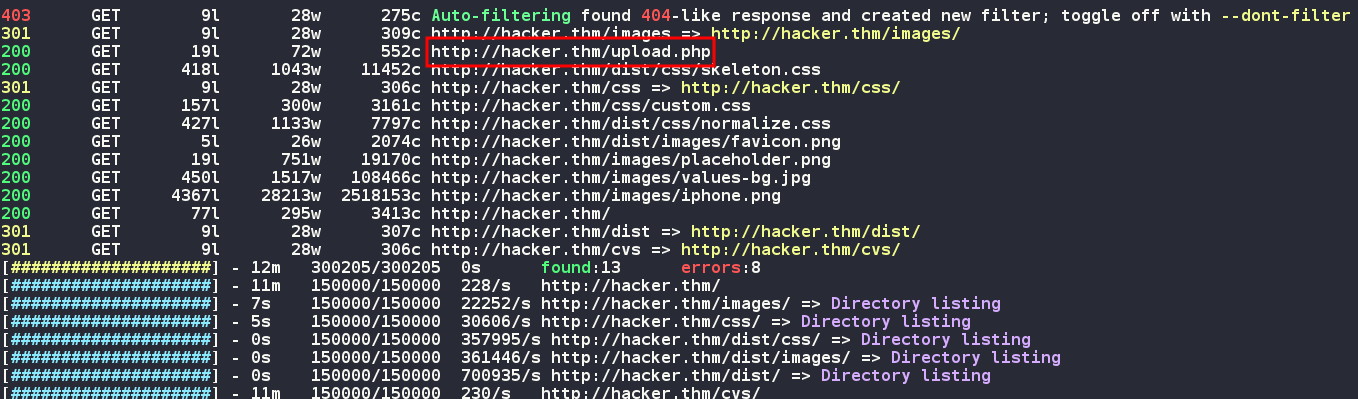 403 GET 9l 28w 275c Auto-filtering found 404-like response and created new filter; toggle off with --dont-filter
301 GET 9l 28w 309c http://hacker.thm/images => http://hacker.thm/images/
200 GET 19l 72w 552c http://hacker.thm/upload.php
200 GET 418l 1043w 11452c http://hacker.thm/dist/css/skeleton.css
301 GET 9l 28w 306c http://hacker.thm/css => http://hacker.thm/css/
200 GET 157l 300w 3161c http://hacker.thm/css/custom.css
200 GET 427l 1133w 7797c http://hacker.thm/dist/css/normalize.css
200 GET 5l 26w 2074c http://hacker.thm/dist/images/favicon.png
200 GET 19l 751w 19170c http://hacker.thm/images/placeholder.png
200 GET 450l 1517w 108466c http://hacker.thm/images/values-bg.jpg
200 GET 4367l 28213w 2518153c http://hacker.thm/images/iphone.png
200 GET 77l 295w 3413c http://hacker.thm/
301 GET 9l 28w 307c http://hacker.thm/dist => http://hacker.thm/dist/
301 GET 9l 28w 306c http://hacker.thm/cvs => http://hacker.thm/cvs/
[####################] - 12m 300205/300205 0s found:13 errors:8
[####################] - 11m 150000/150000 228/s http://hacker.thm/
[####################] - 7s 150000/150000 22252/s http://hacker.thm/images/ => Directory listing
[####################] - 5s 150000/150000 30606/s http://hacker.thm/css/ => Directory listing
[####################] - 0s 150000/150000 357995/s http://hacker.thm/dist/css/ => Directory listing
[####################] - 0s 150000/150000 361446/s http://hacker.thm/dist/images/ => Directory listing
[####################] - 0s 150000/150000 700935/s http://hacker.thm/dist/ => Directory listing
[####################] - 11m 150000/150000 230/s http://hacker.thm/cvs/